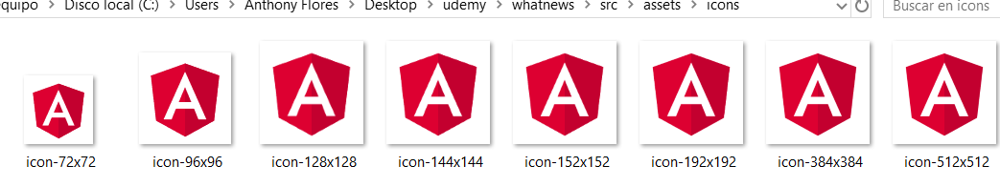 equipo > Disco local (C:) > Users > Anthony Flores > Desktop > udemy > whatnews > src > assets > icons
Buscar en icons
icon-72x72
icon-96x96
icon-128x128
icon-144x144
icon-152x152
icon-192x192
icon-384x384
icon-512x512